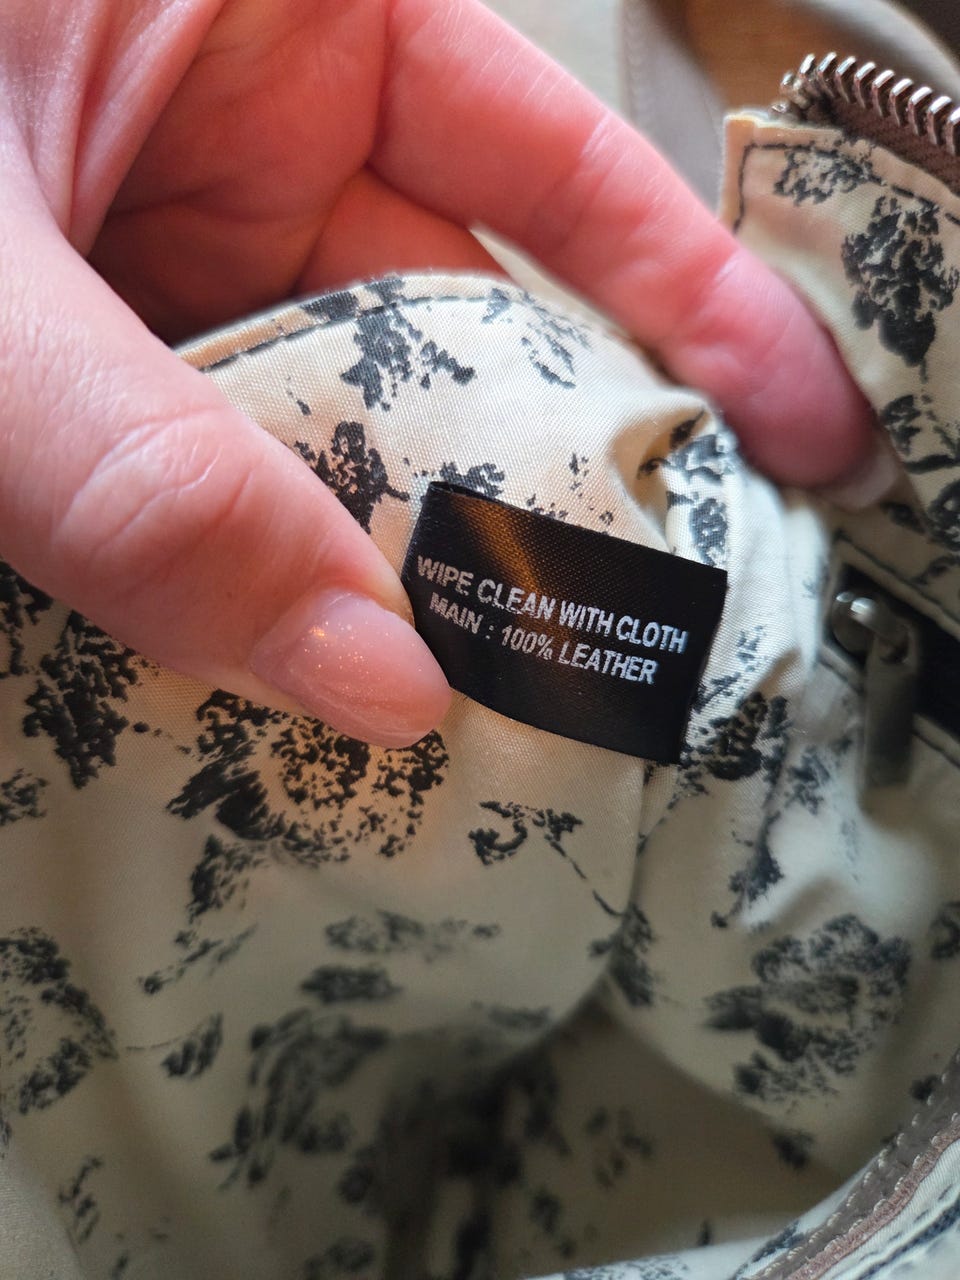 WIPE CLEAN WITH CLOTH
MAIN : 100% LEATHER